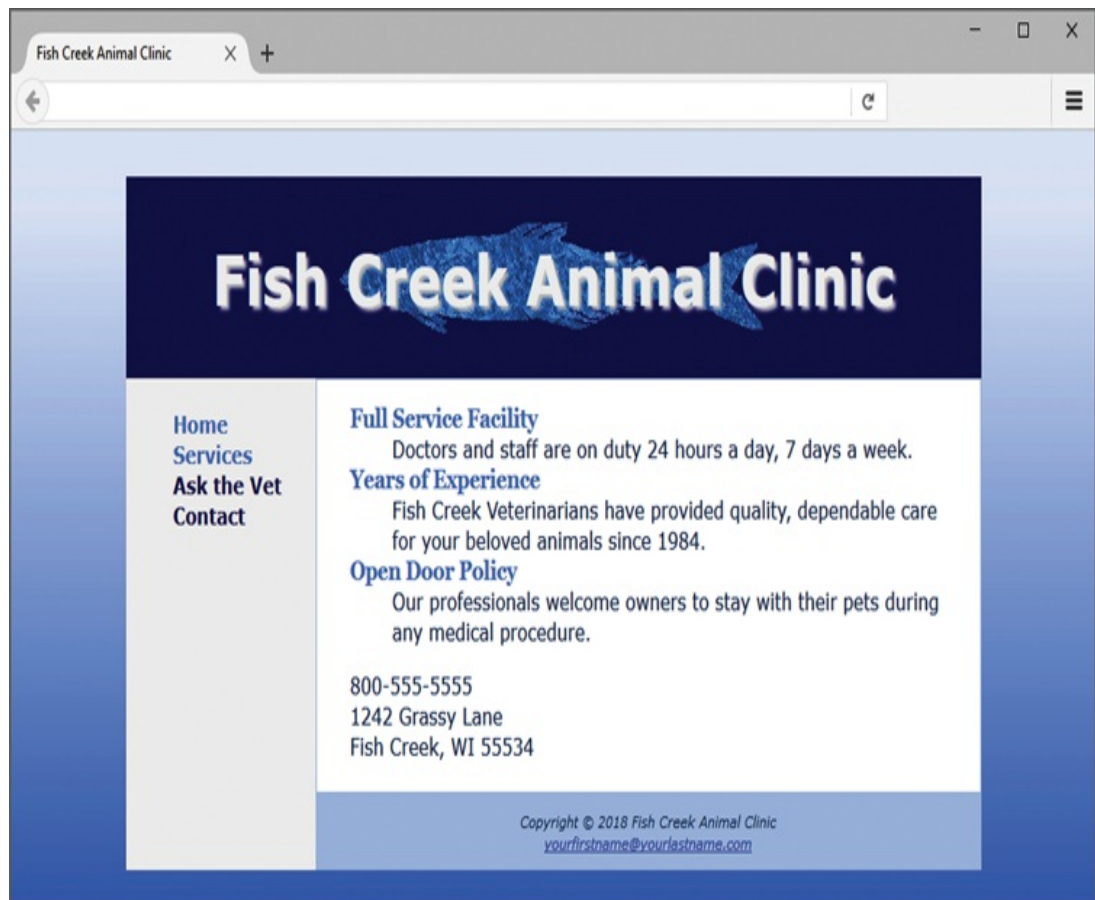 Fish Creek Animal Clinic
Fish Creek Animal Clinic
Home
Services
Ask the Vet
Contact
Full Service Facility
Doctors and staff are on duty 24 hours a day, 7 days a week.
Years of Experience
Fish Creek Veterinarians have provided quality, dependable care
for your beloved animals since 1984.
Open Door Policy
Our professionals welcome owners to stay with their pets during
any medical procedure.
800-555-5555
1242 Grassy Lane
Fish Creek, WI 55534
Copyright © 2018 Fish Creek Animal Clinic
yourfirstname@yourlastname.com